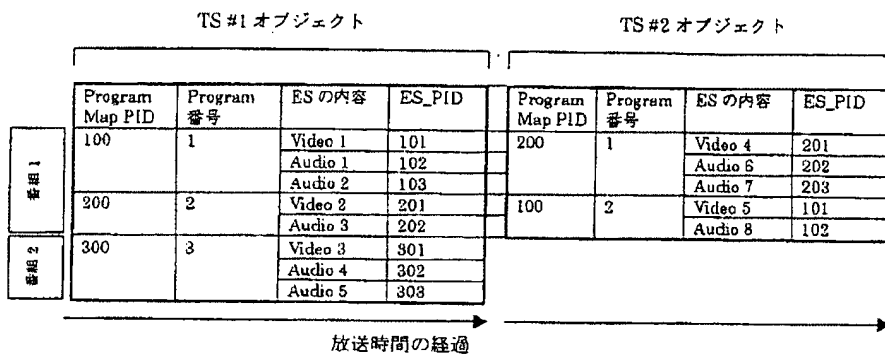 TS #1 オブジェクト
TS #2 オブジェクト
Program Map PID Program 番号 ESの内容 ES_PID
100 1 Video 1 101
Audio 1 102
Audio 2 103
200 2 Video 2 201
Audio 3 202
300 3 Video 3 301
Audio 4 302
Audio 5 303
Program Map PID Program 番号 ESの内容 ES_PID
200 1 Video 4 201
Audio 6 202
Audio 7 203
100 2 Video 5 101
Audio 8 102
番組 1
番組 2
放送時間の経過